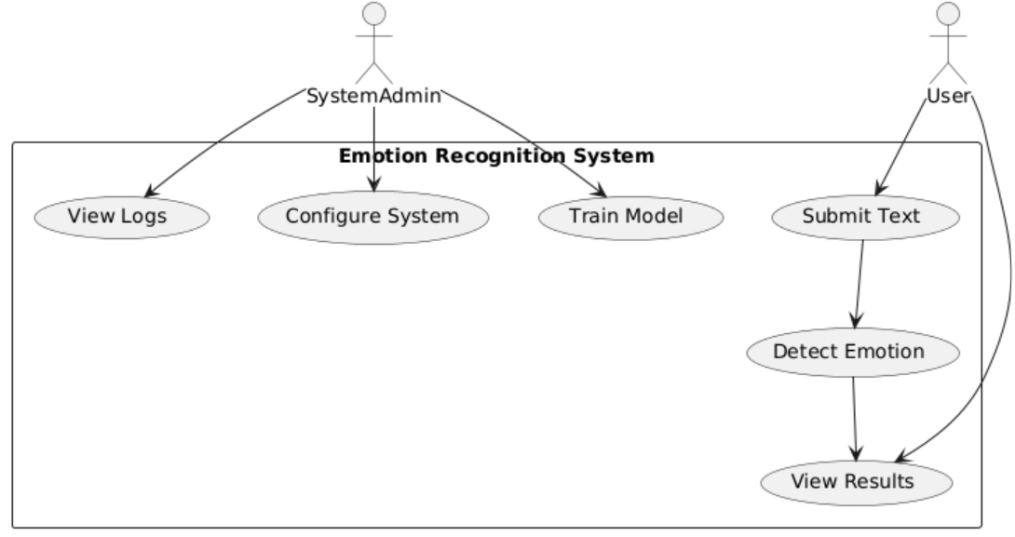 SystemAdmin
User
Emotion Recognition System
View Logs
Configure System
Train Model
Submit Text
Detect Emotion
View Results